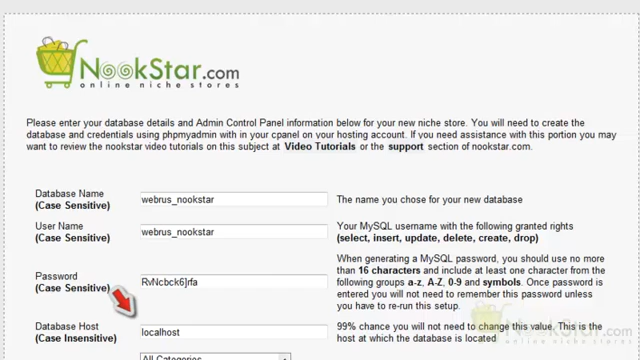 NookStar.com
online niche stores
Please enter your database details and Admin Control Panel information below for your new niche store. You will need to create the
database and credentials using phpmyadmin with in your cpanel on your hosting account. If you need assistance with this portion you may
want to review the nookstar video tutorials on this subject at Video Tutorials or the support section of nookstar.com.
Database Name
(Case Sensitive)
webrus_nookstar
The name you chose for your new database
User Name
(Case Sensitive)
webrus_nookstar
Your MySQL username with the following granted rights
(select, insert, update, delete, create, drop)
Password
(Case Sensitive)
RvNcbck6]rfa
When generating a MySQL password, you should use no more
than 16 characters and include at least one character from the
following groups a-z, A-Z, 0-9 and symbols. Once password is
entered you will not need to remember this password unless
you have to re-run this setup.
Database Host
(Case Insensitive)
localhost
99% chance you will not need to change this value. This is the
host at which the database is located
All Categories
NookStar.com